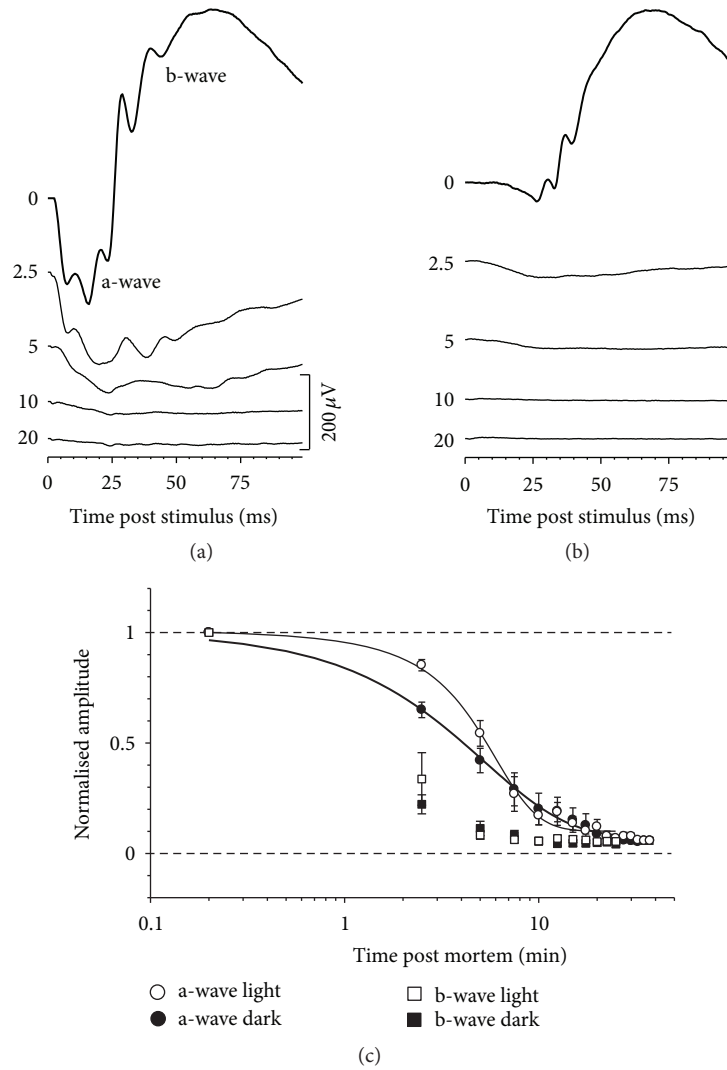 b-wave
0
a-wave
2.5
5
10
20
200 μV
0 25 50 75
Time post stimulus (ms)
(a)
0
2.5
5
10
20
0 25 50 75
Time post stimulus (ms)
(b)
Normalised amplitude
1
0.5
0
0.1 1 10
Time post mortem (min)
a-wave light
a-wave dark
b-wave light
b-wave dark
(c)